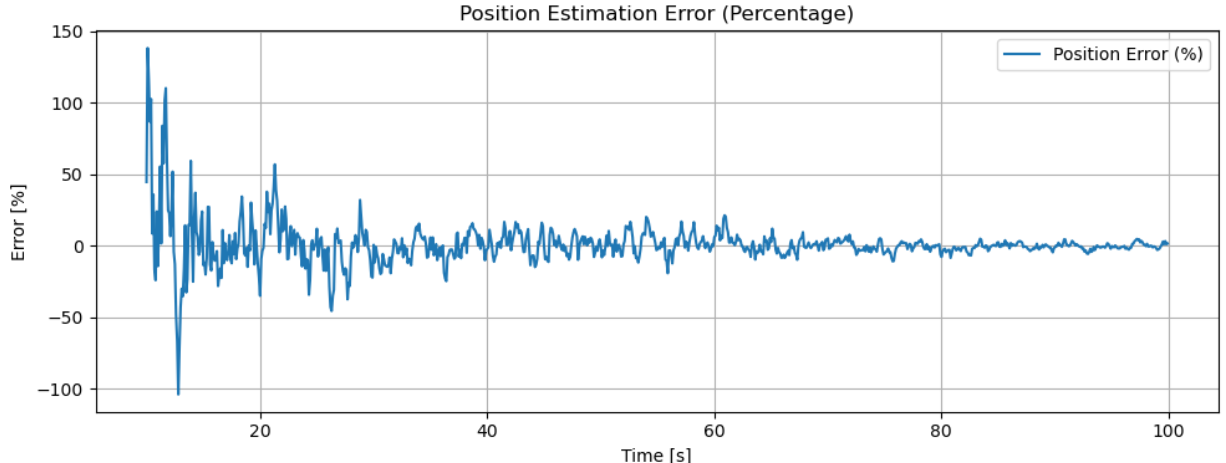 Position Estimation Error (Percentage)
150
Position Error (%)
100
50
Error [%]
0
−50
−100
20
40
60
80
100
Time [s]